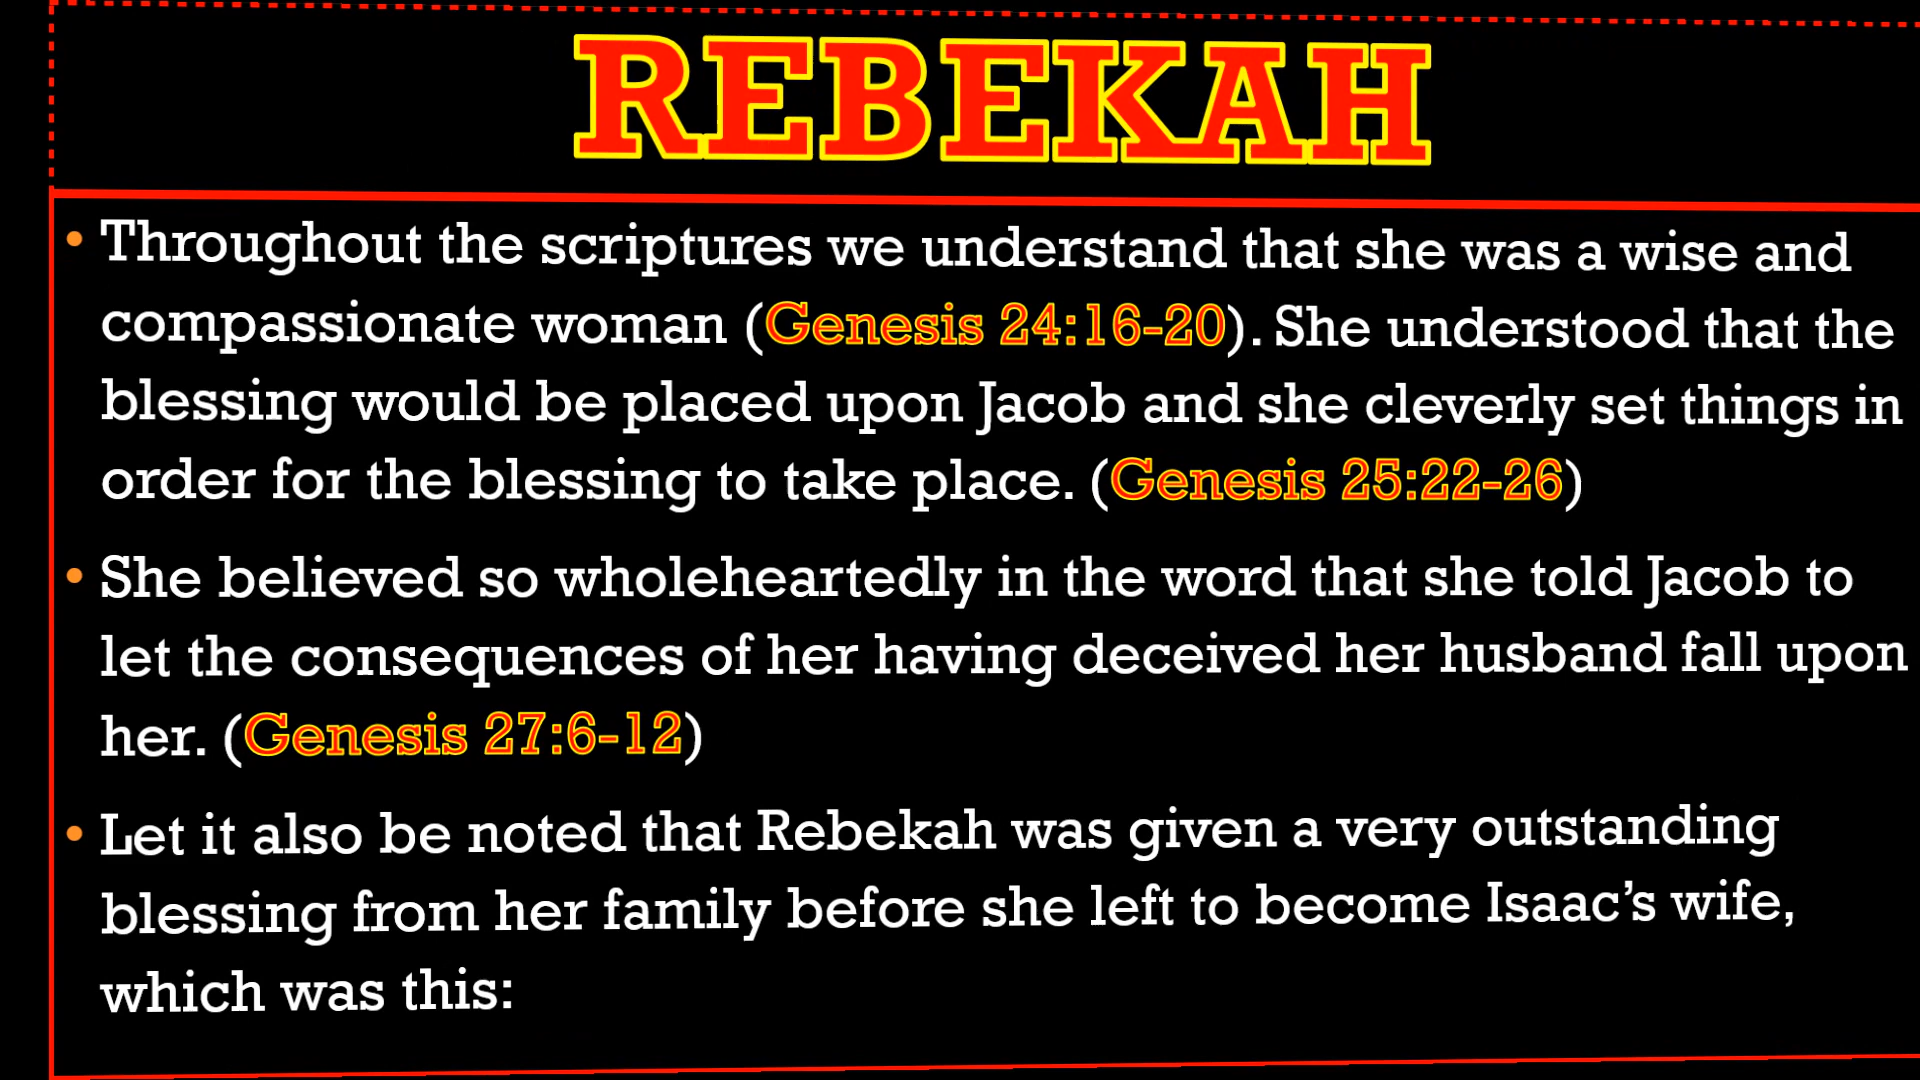 REBEKAH
• Throughout the scriptures we understand that she was a wise and
compassionate woman (Genesis 24:16-20). She understood that the
blessing would be placed upon Jacob and she cleverly set things in
order for the blessing to take place. (Genesis 25:22-26)
• She believed so wholeheartedly in the word that she told Jacob to
let the consequences of her having deceived her husband fall upon
her. (Genesis 27:6-12)
• Let it also be noted that Rebekah was given a very outstanding
blessing from her family before she left to become Isaac’s wife,
which was this: